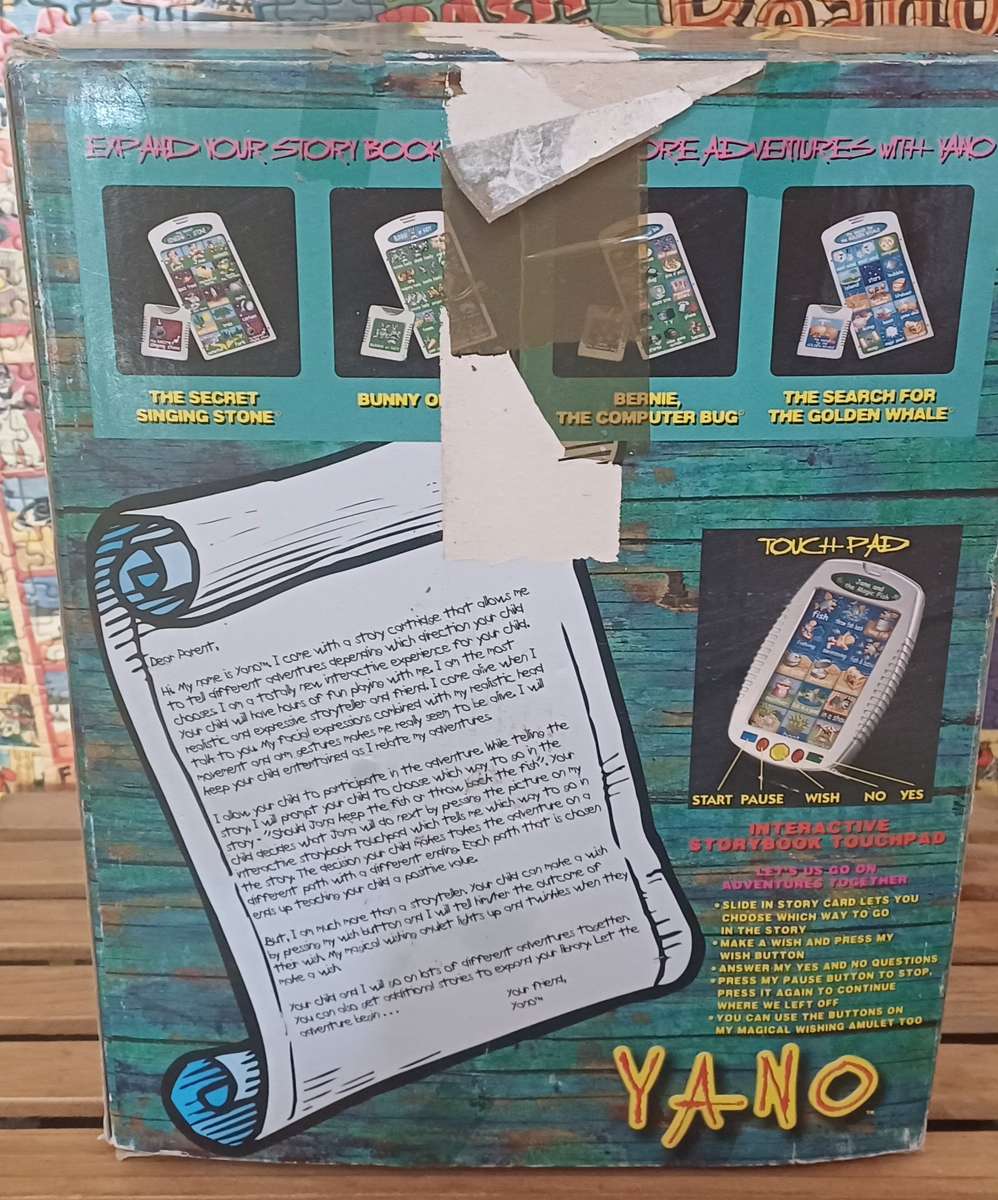 EXPAND YOUR STORY BOOK ORE ADVENTURES WITH YANO
THE SECRET
SINGING STONE
BUNNY
BERNIE,
THE COMPUTER BUG
THE SEARCH FOR
THE GOLDEN WHALE
Dear Parent,
Hi. My name is Yano™. I come with a story cartridge that allows me
to tell different adventures depending which direction your child
chooses. I am a totally new interactive experience for your child.
Your child will have hours of fun playing with me. I am the most
realistic and expressive storyteller and friend. I come alive when I
talk to you. My facial expressions combined with my realistic head
movement and arm gestures makes me really seem to be alive. I will
keep your child entertained as I relate my adventures.
I allow your child to participate in the adventure. While telling the
story, I will prompt your child to choose which way to go in the
story - "Should Jana keep the fish or throw back the fish". Your
child decides what Jana will do next by pressing the picture on my
interactive storybook touchpad which tells me which way to go in
the story. The decision your child makes takes the adventure on a
different path with a different ending. Each path that is chosen
ends up teaching your child a positive value.
But, I am much more than a storyteller. Your child can make a wish
by pressing my wish button and I will tell him/her the outcome of
their wish. My magical wishing amulet lights up and twinkles when they
make a wish.
Your child and I will go on lots of different adventures together.
You can also get additional stories to expand your library. Let the
adventure begin . . .
Your friend,
Yano™
TOUCH PAD
Jana and
the Magic Fish
START PAUSE WISH NO YES
INTERACTIVE
STORYBOOK TOUCHPAD
LET'S US GO ON
ADVENTURES TOGETHER
• SLIDE IN STORY CARD LETS YOU
CHOOSE WHICH WAY TO GO
IN THE STORY
• MAKE A WISH AND PRESS MY
WISH BUTTON
• ANSWER MY YES AND NO QUESTIONS
• PRESS MY PAUSE BUTTON TO STOP,
PRESS IT AGAIN TO CONTINUE
WHERE WE LEFT OFF
• YOU CAN USE THE BUTTONS ON
MY MAGICAL WISHING AMULET TOO
YANO™